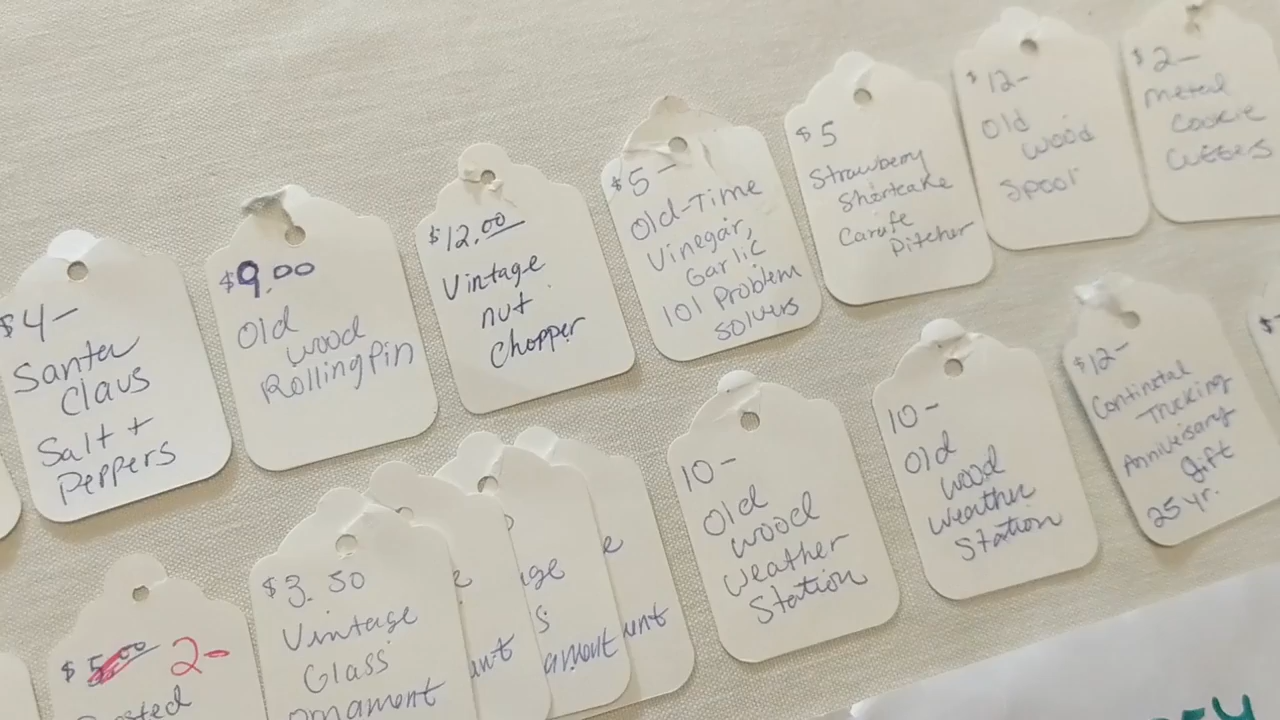 $4-
Santa
Claus
Salt +
Peppers
$9.00
Old
wood
Rolling Pin
$12.00
Vintage
nut
Chopper
$5-
Old-Time
Vinegar,
Garlic
101 Problem
Solvers
$5
Strawberry
Shortcake
Carafe
Pitcher
$12-
Old
wood
Spool
$2-
Metal
Cookie
Cutters
$5.00 2-
$3.50
Vintage
Glass
Ornament
10-
Old
wood
Weather
Station
10-
Old
wood
Weather
Station
$12-
Continetal
Trucking
Anniversary
gift
25 yr.